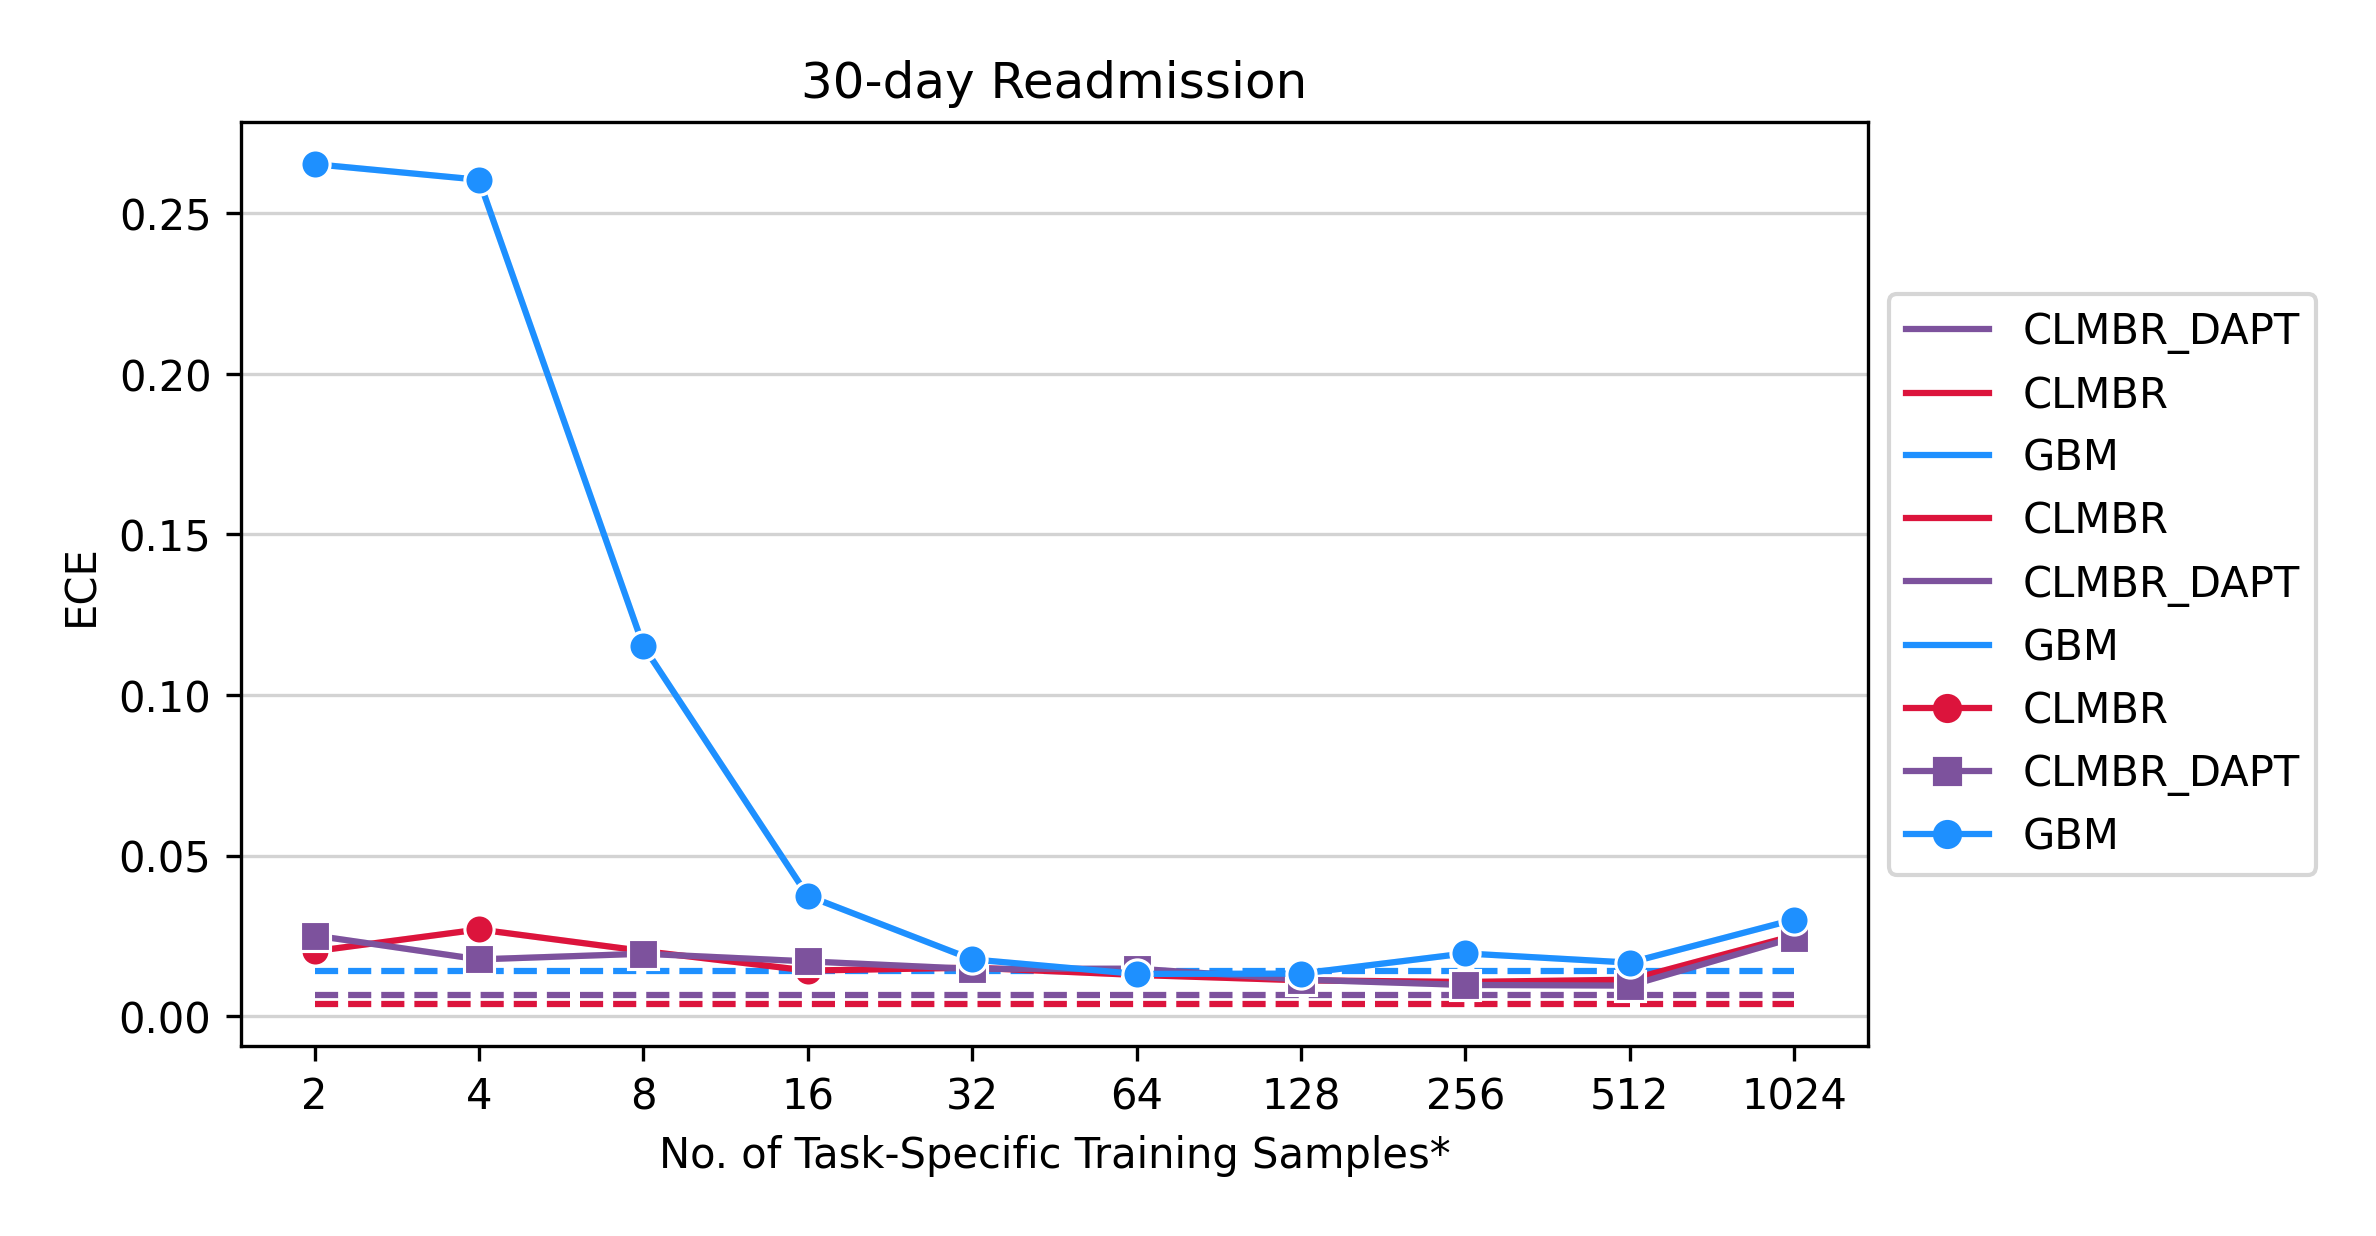 30-day Readmission
0.25
0.20
0.15
0.10
0.05
0.00
ECE
2 4 8 16 32 64 128 256 512 1024
No. of Task-Specific Training Samples*
CLMBR_DAPT
CLMBR
GBM
CLMBR
CLMBR_DAPT
GBM
CLMBR
CLMBR_DAPT
GBM